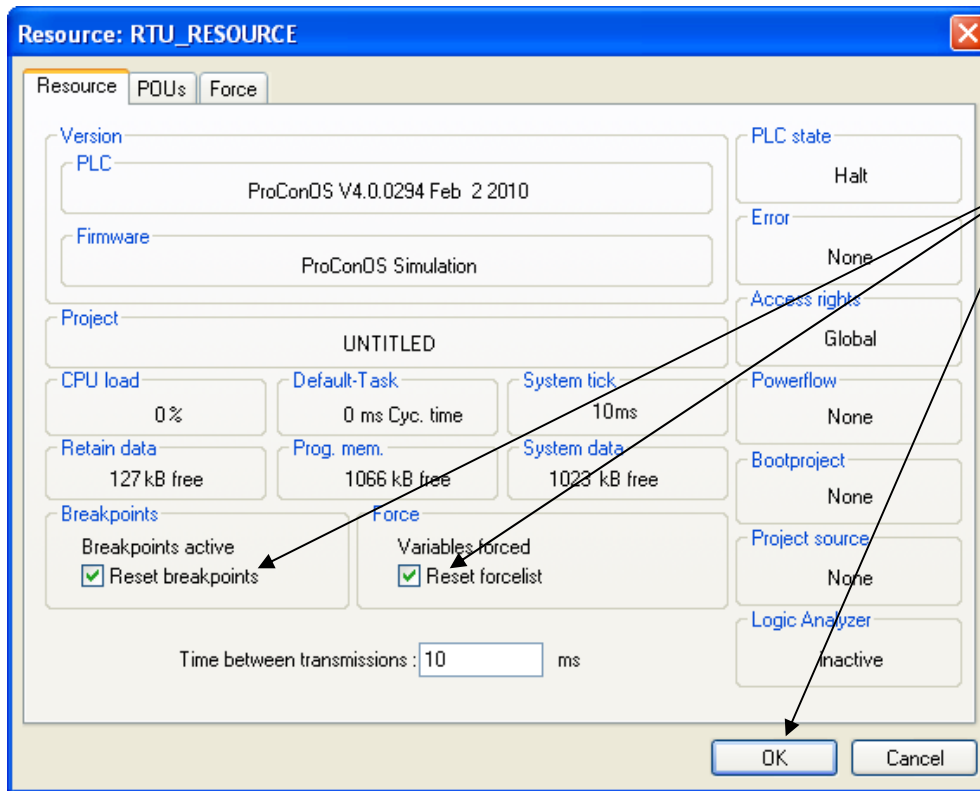 Resource: RTU_RESOURCE
Resource POUs Force
Version
PLC
ProConOS V4.0.0294 Feb 2 2010
Firmware
ProConOS Simulation
Project
UNTITLED
CPU load Default-Task System tick
0% 0 ms Cyc. time 10ms
Retain data Prog. mem. System data
127 kB free 1066 kB free 1023 kB free
Breakpoints Force
Breakpoints active Variables forced
Reset breakpoints Reset forcelist
Time between transmissions : 10 ms
PLC state
Halt
Error
None
Access rights
Global
Powerflow
None
Bootproject
None
Project source
None
Logic Analyzer
Inactive
OK Cancel